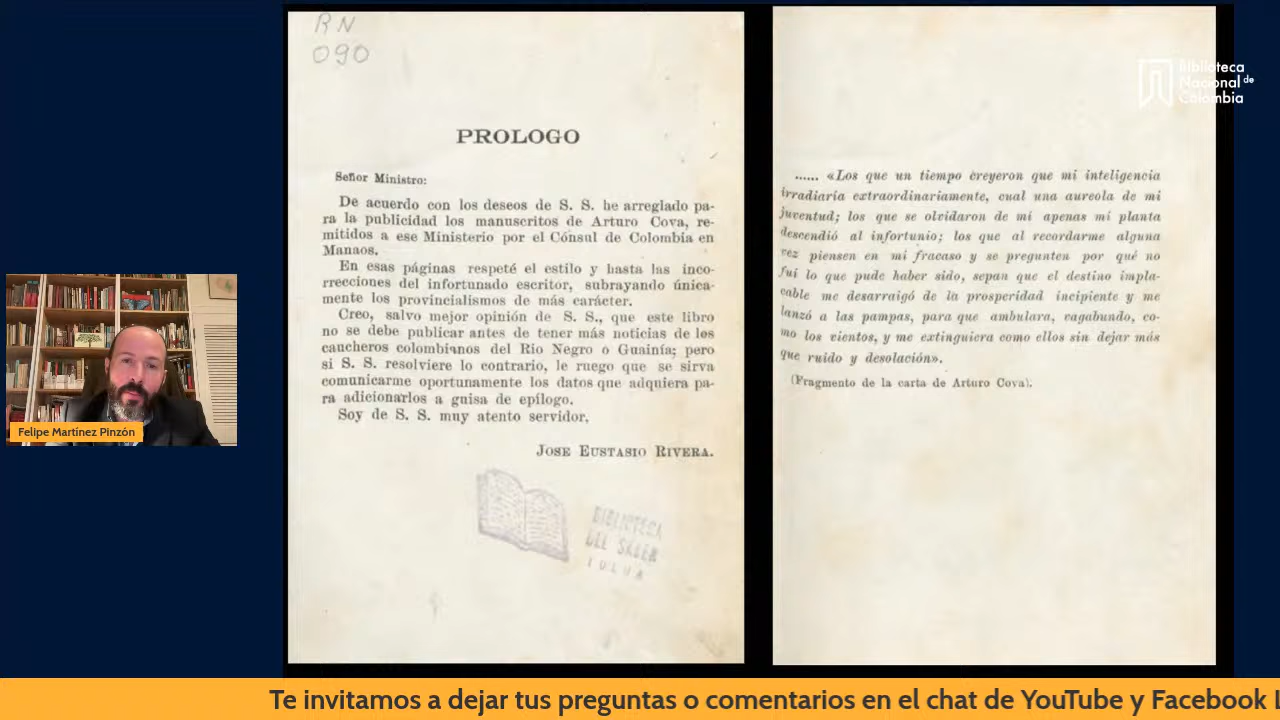 RN
090
PROLOGO
Señor Ministro:
De acuerdo con los deseos de S. S. he arreglado pa-
ra la publicidad los manuscritos de Arturo Cova, re-
mitidos a ese Ministerio por el Cónsul de Colombia en
Manaos.
En esas páginas respeté el estilo y hasta las inco-
rrecciones del infortunado escritor, subrayando única-
mente los provincialismos de más carácter.
Creo, salvo mejor opinión de S. S., que este libro
no se debe publicar antes de tener más noticias de los
caucheros colombianos del Río Negro o Guainía; pero
si S. S. resolviere lo contrario, le ruego que se sirva
comunicarme oportunamente los datos que adquiera pa-
ra adicionarlos a guisa de epílogo.
Soy de S. S. muy atento servidor,
JOSE EUSTASIO RIVERA.
BIBLIOTECA
DEL SABER
TULUA
...... «Los que un tiempo creyeron que mi inteligencia
irradiaría extraordinariamente, cual una aureola de mi
juventud; los que se olvidaron de mí apenas mi planta
descendió al infortunio; los que al recordarme alguna
vez piensen en mi fracaso y se pregunten por qué no
fuí lo que pude haber sido, sepan que el destino impla-
cable me desarraigó de la prosperidad incipiente y me
lanzó a las pampas, para que ambulara, vagabundo, co-
mo los vientos, y me extinguiera como ellos sin dejar más
que ruido y desolación».
(Fragmento de la carta de Arturo Cova).
Biblioteca
Nacional de
Colombia
Felipe Martínez Pinzón
Te invitamos a dejar tus preguntas o comentarios en el chat de YouTube y Facebook L